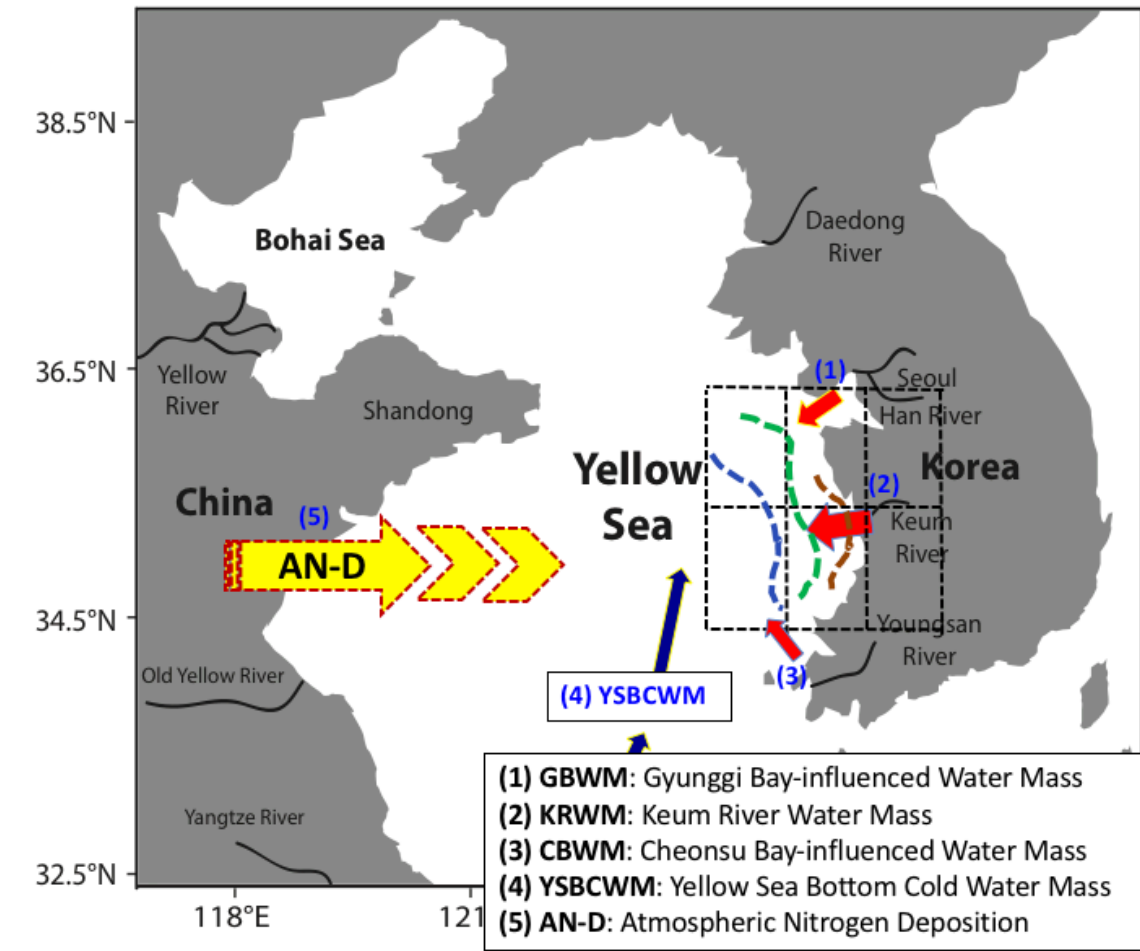 38.5°N
36.5°N
34.5°N
32.5°N
118°E
121
Bohai Sea
Daedong
River
Yellow
River
Shandong
(1)
Seoul
Han River
Yellow
Sea
Korea
China
(5)
AN-D
(2)
Keum
River
Youngsan
River
(3)
Old Yellow River
(4) YSBCWM
Yangtze River
(1) GBWM: Gyunggi Bay-influenced Water Mass
(2) KRWM: Keum River Water Mass
(3) CBWM: Cheonsu Bay-influenced Water Mass
(4) YSBCWM: Yellow Sea Bottom Cold Water Mass
(5) AN-D: Atmospheric Nitrogen Deposition